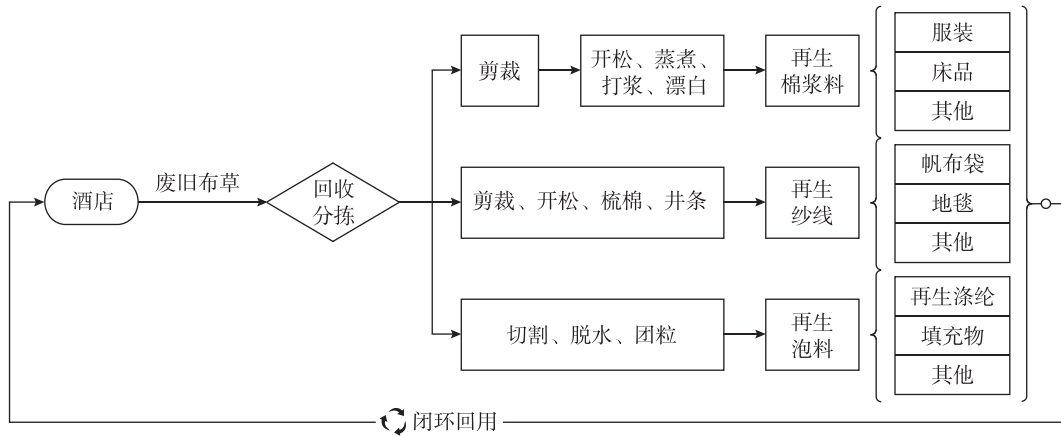 酒店
废旧布草
回收
分拣
剪裁
开松、蒸煮、
打浆、漂白
再生
棉浆料
服装
床品
其他
剪裁、开松、梳棉、井条
再生
纱线
帆布袋
地毯
其他
切割、脱水、团粒
再生
泡料
再生涤纶
填充物
其他
闭环回用